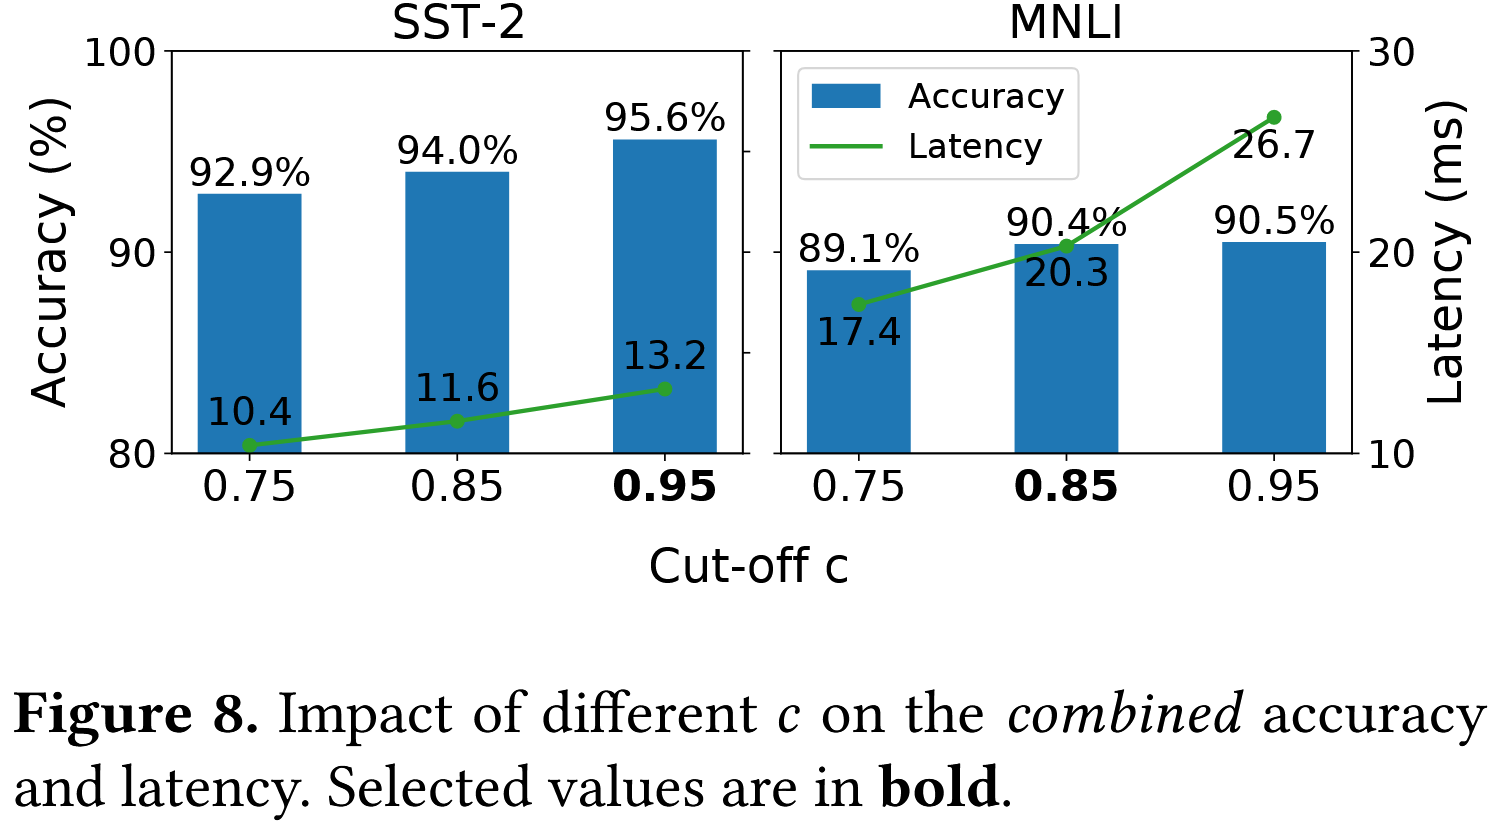 SST-2
MNLI
100
90
80
Accuracy (%)
92.9%
94.0%
95.6%
10.4
11.6
13.2
0.75
0.85
0.95
Accuracy
Latency
89.1%
90.4%
90.5%
17.4
20.3
26.7
0.75
0.85
0.95
30
20
10
Latency (ms)
Cut-off c
Figure 8. Impact of different c on the combined accuracy
and latency. Selected values are in bold.